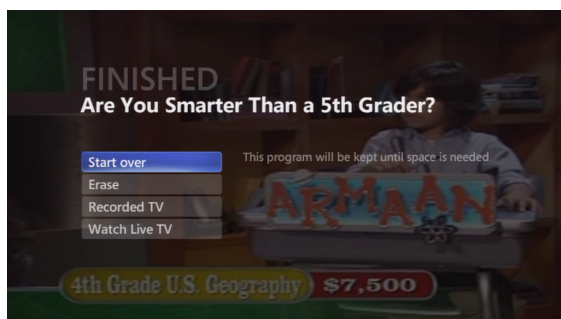 FINISHED
Are You Smarter Than a 5th Grader?
Start over
This program will be kept until space is needed
Erase
Recorded TV
Watch Live TV
ARMAAN
4th Grade U.S. Geography $7,500